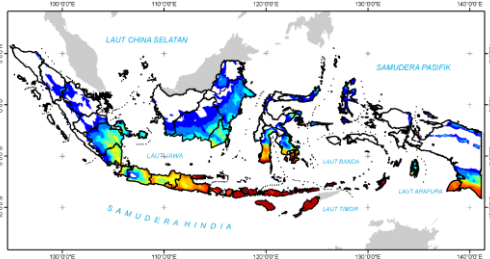 100°0'0"E 110°0'0"E 120°0'0"E 130°0'0"E 140°0'0"E
LAUT CHINA SELATAN
SAMUDERA PASIFIK
LAUT JAWA
LAUT BANDA
LAUT ARAFURA
LAUT TIMOR
SAMUDERA HINDIA
100°0'0"E 110°0'0"E 120°0'0"E 130°0'0"E 140°0'0"E